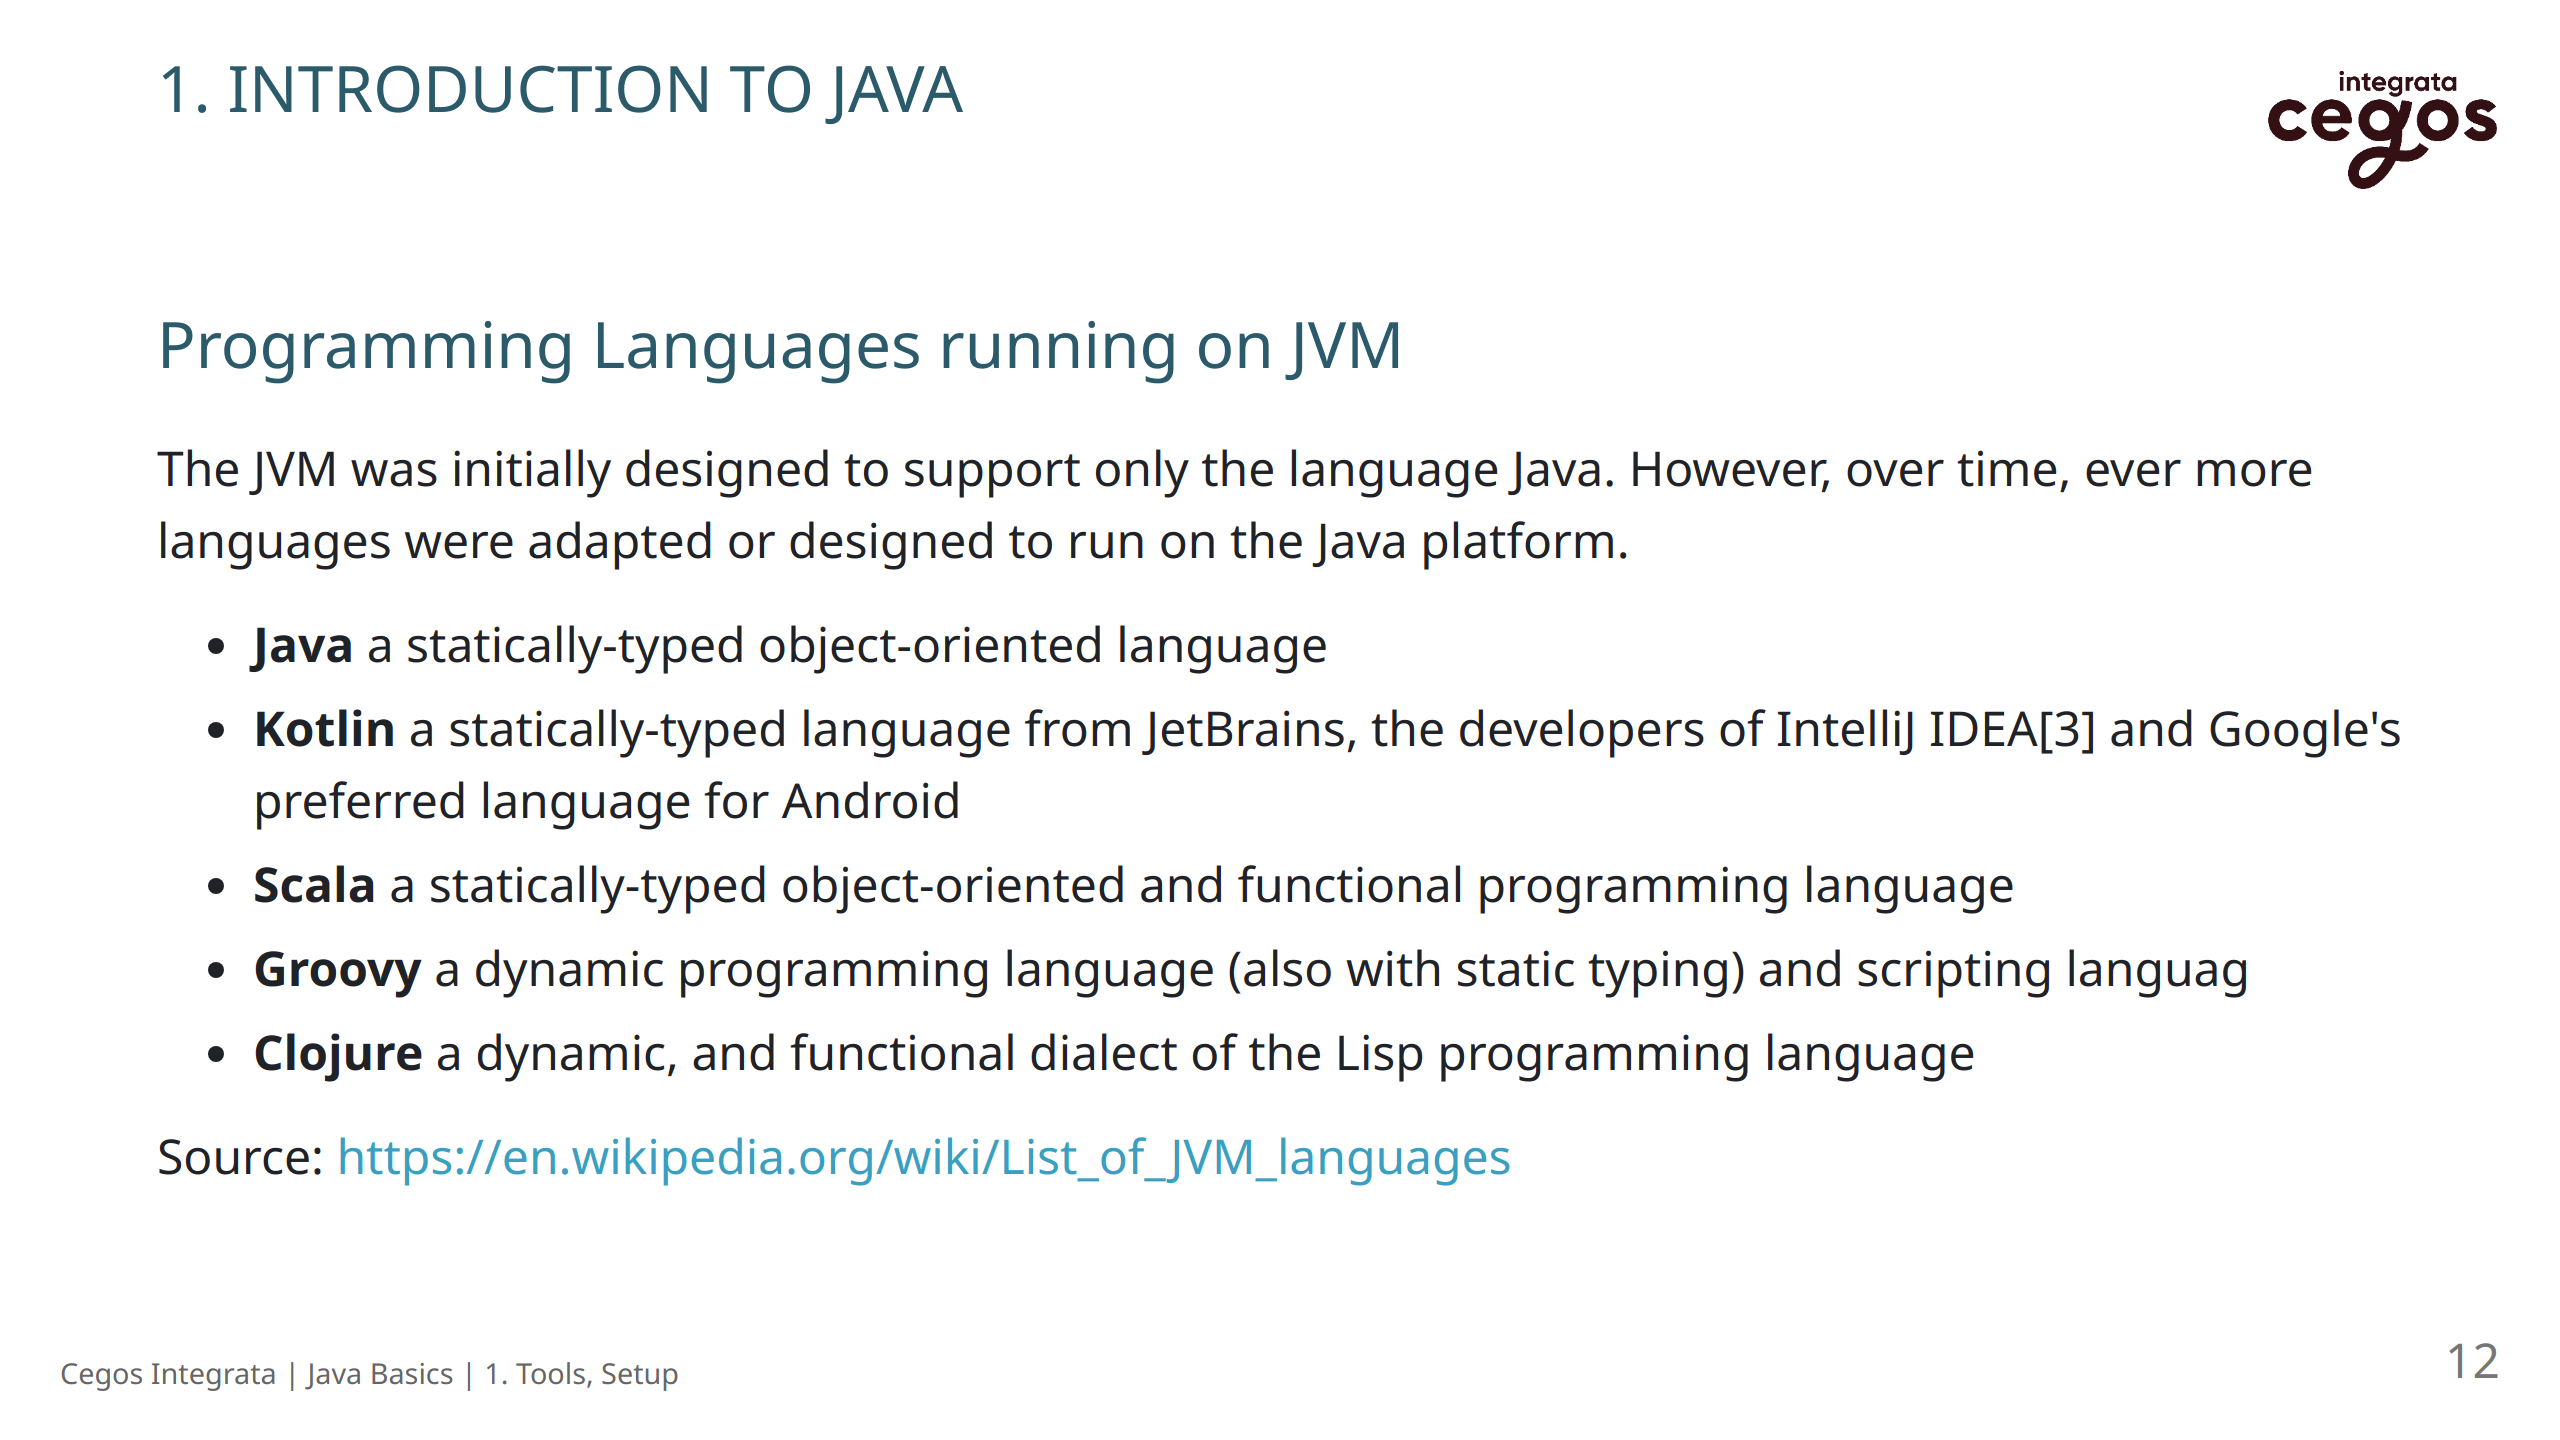 1. INTRODUCTION TO JAVA
integrata
cegos
Programming Languages running on JVM
The JVM was initially designed to support only the language Java. However, over time, ever more
languages were adapted or designed to run on the Java platform.
• Java a statically-typed object-oriented language
• Kotlin a statically-typed language from JetBrains, the developers of IntelliJ IDEA[3] and Google's
preferred language for Android
• Scala a statically-typed object-oriented and functional programming language
• Groovy a dynamic programming language (also with static typing) and scripting languag
• Clojure a dynamic, and functional dialect of the Lisp programming language
Source: https://en.wikipedia.org/wiki/List_of_JVM_languages
Cegos Integrata | Java Basics | 1. Tools, Setup
12